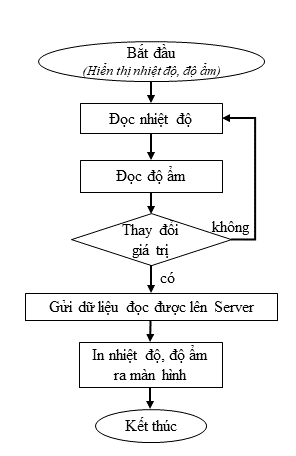 Bắt đầu
(Hiển thị nhiệt độ, độ ẩm)
Đọc nhiệt độ
Đọc độ ẩm
Thay đổi
giá trị
không
có
Gửi dữ liệu đọc được lên Server
In nhiệt độ, độ ẩm
ra màn hình
Kết thúc